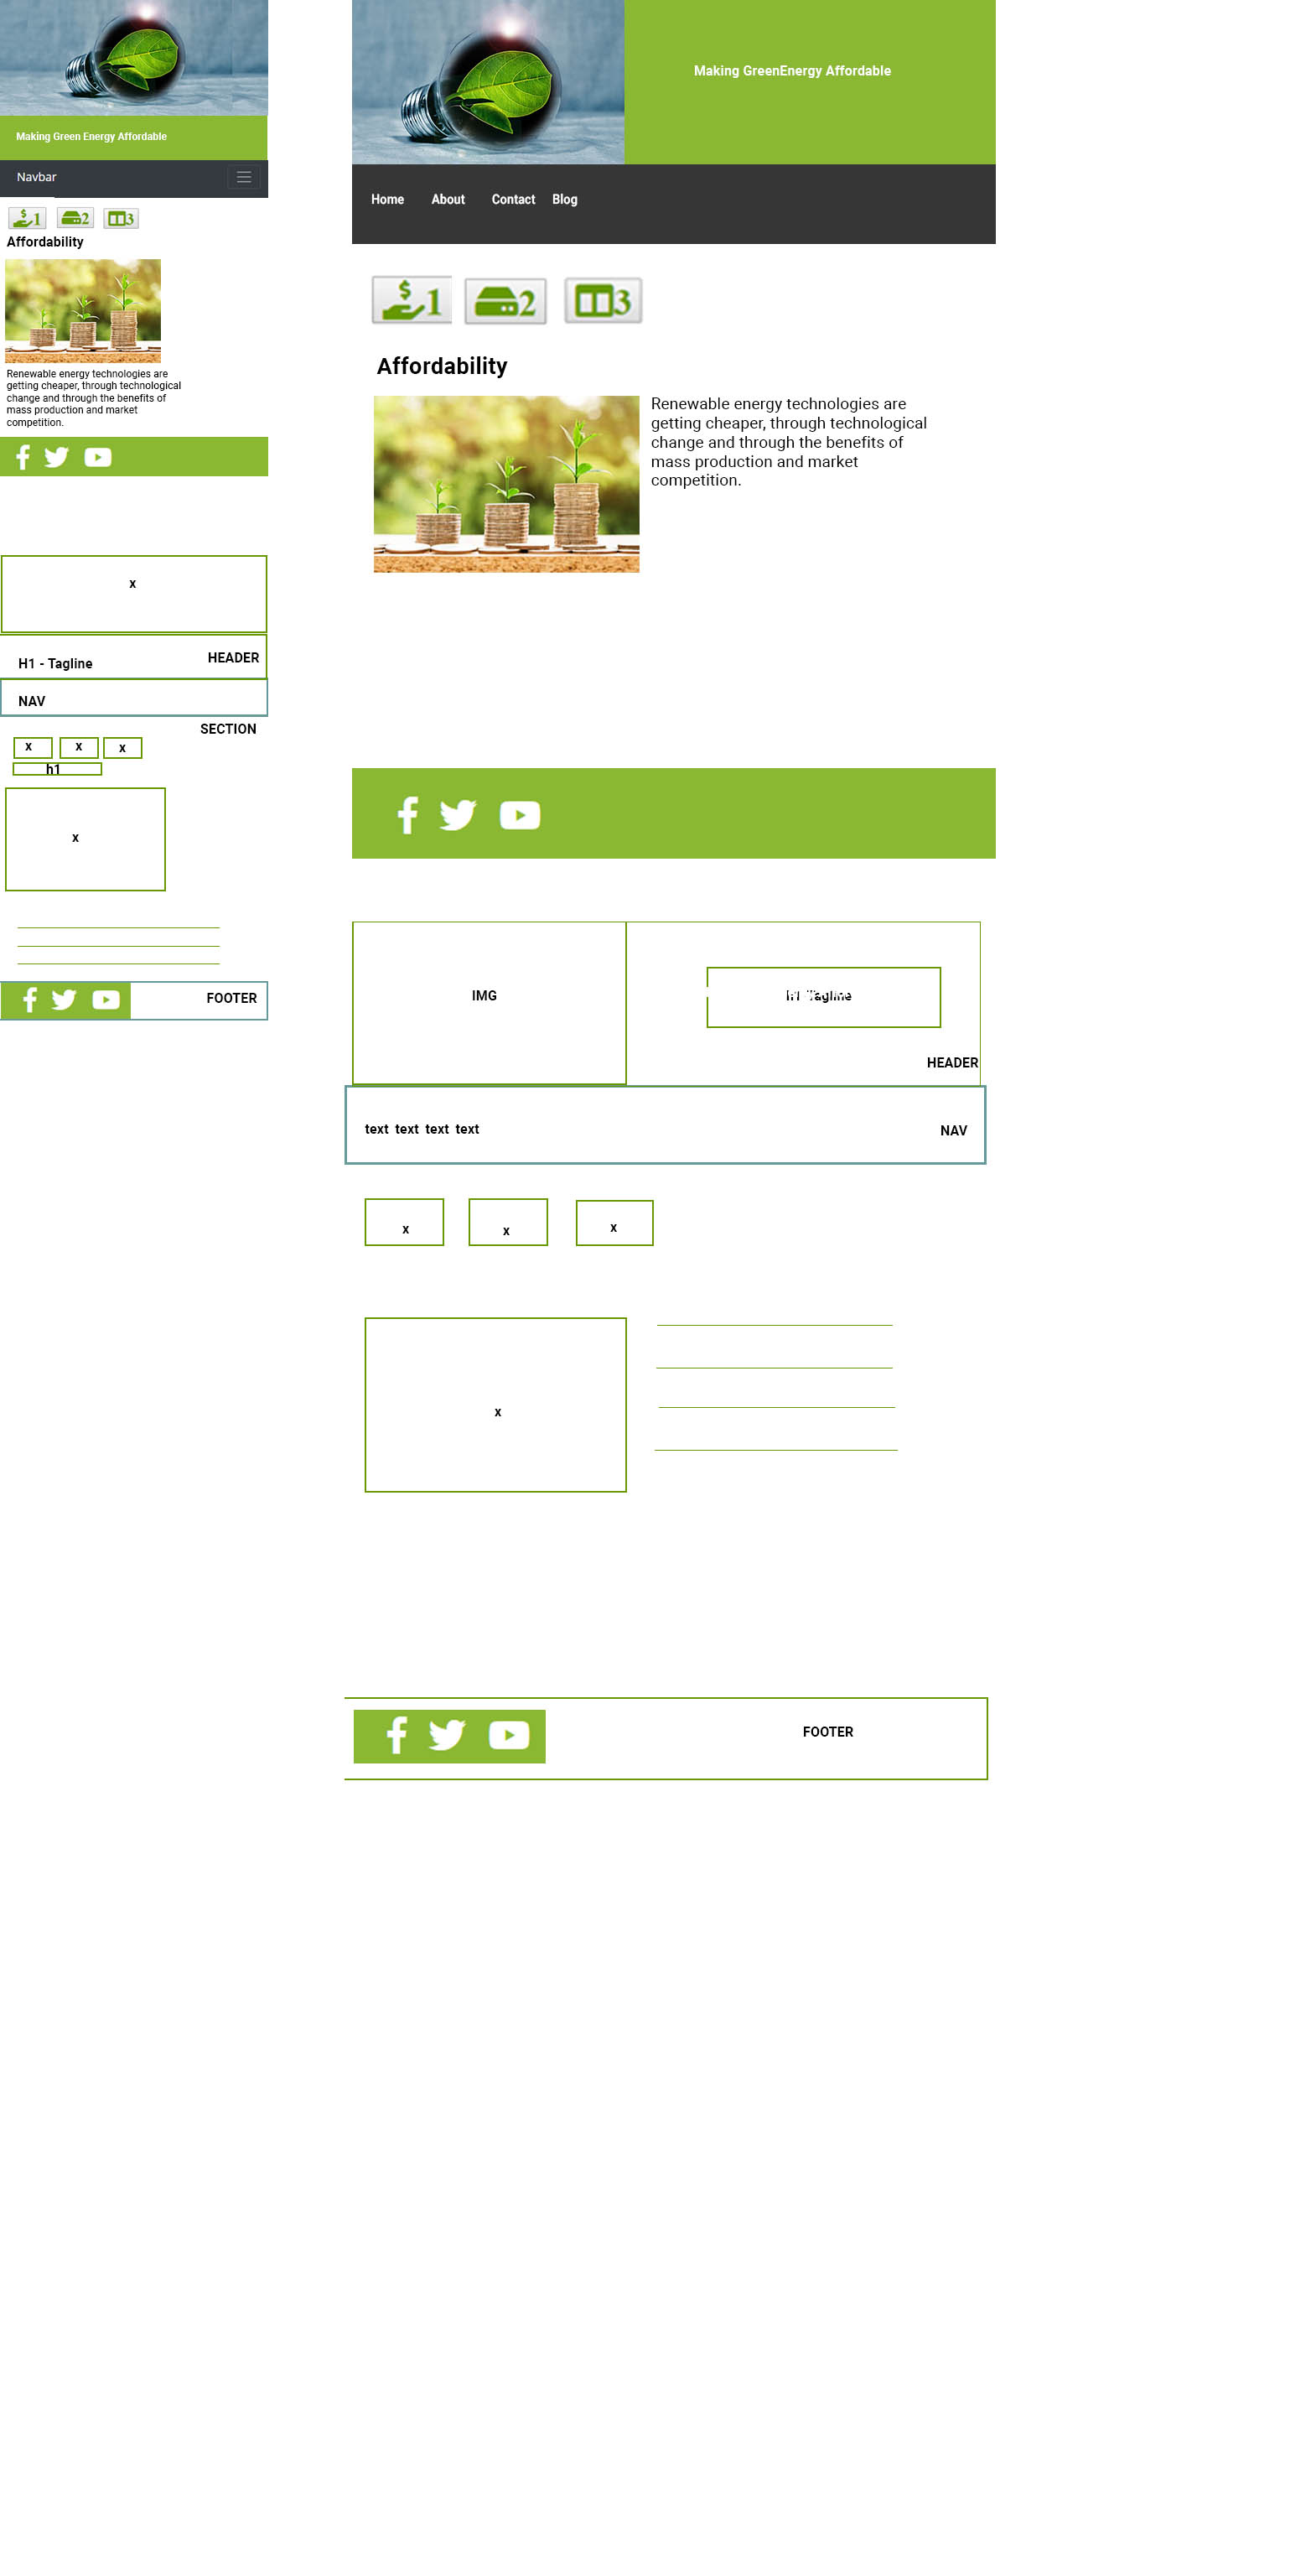 Making Green Energy Affordable
Navbar
1 2 3
Affordability
Renewable energy technologies are
getting cheaper, through technological
change and through the benefits of
mass production and market
competition.
x
H1 - Tagline HEADER
NAV
SECTION
x x x
h1
x
FOOTER
Making GreenEnergy Affordable
Home About Contact Blog
$ 1 2 3
Affordability
Renewable energy technologies are
getting cheaper, through technological
change and through the benefits of
mass production and market
competition.
IMG
HEADER
text text text text NAV
x x x
x
FOOTER